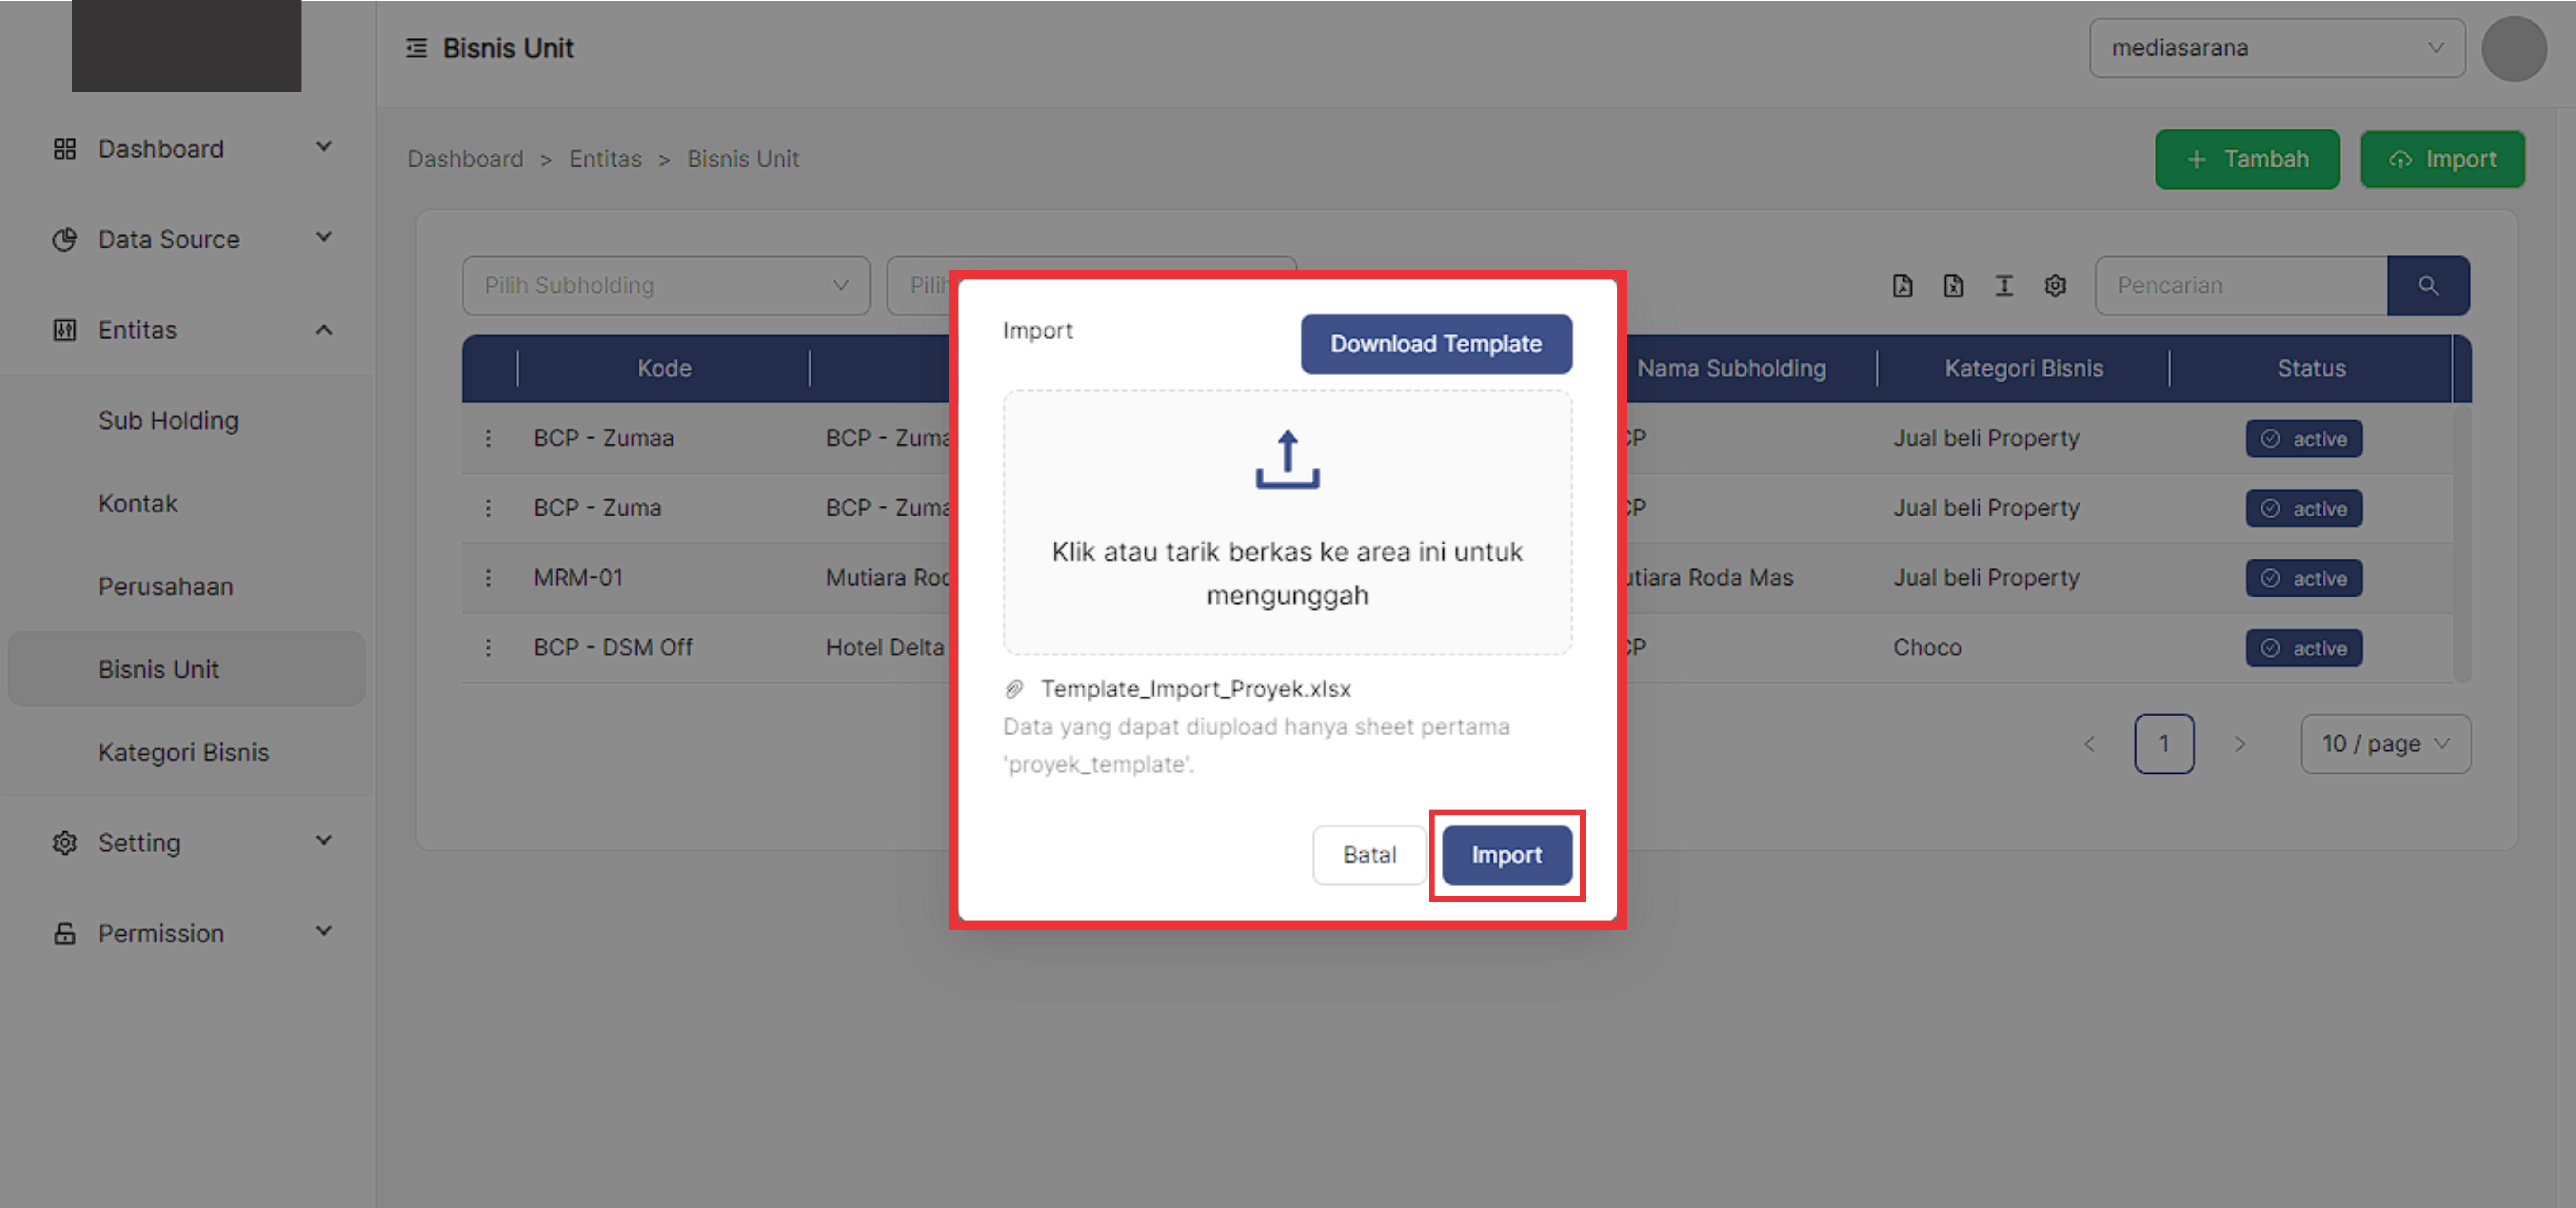 Bisnis Unit
mediasarana
Dashboard
Data Source
Entitas
Sub Holding
Kontak
Perusahaan
Bisnis Unit
Kategori Bisnis
Setting
Permission
Dashboard > Entitas > Bisnis Unit
+ Tambah
Import
Pilih Subholding
Pencarian
Kode
Nama Subholding
Kategori Bisnis
Status
BCP - Zumaa
BCP - Zuma
Jual beli Property
active
BCP - Zuma
BCP - Zuma
Jual beli Property
active
MRM-01
Mutiara
Roda Mas
Jual beli Property
active
BCP - DSM Off
Hotel Delta
Choco
active
< 1 >
10 / page
Import
Download Template
Klik atau tarik berkas ke area ini untuk
mengunggah
Template_Import_Proyek.xlsx
Data yang dapat diupload hanya sheet pertama
'proyek_template'.
Batal
Import